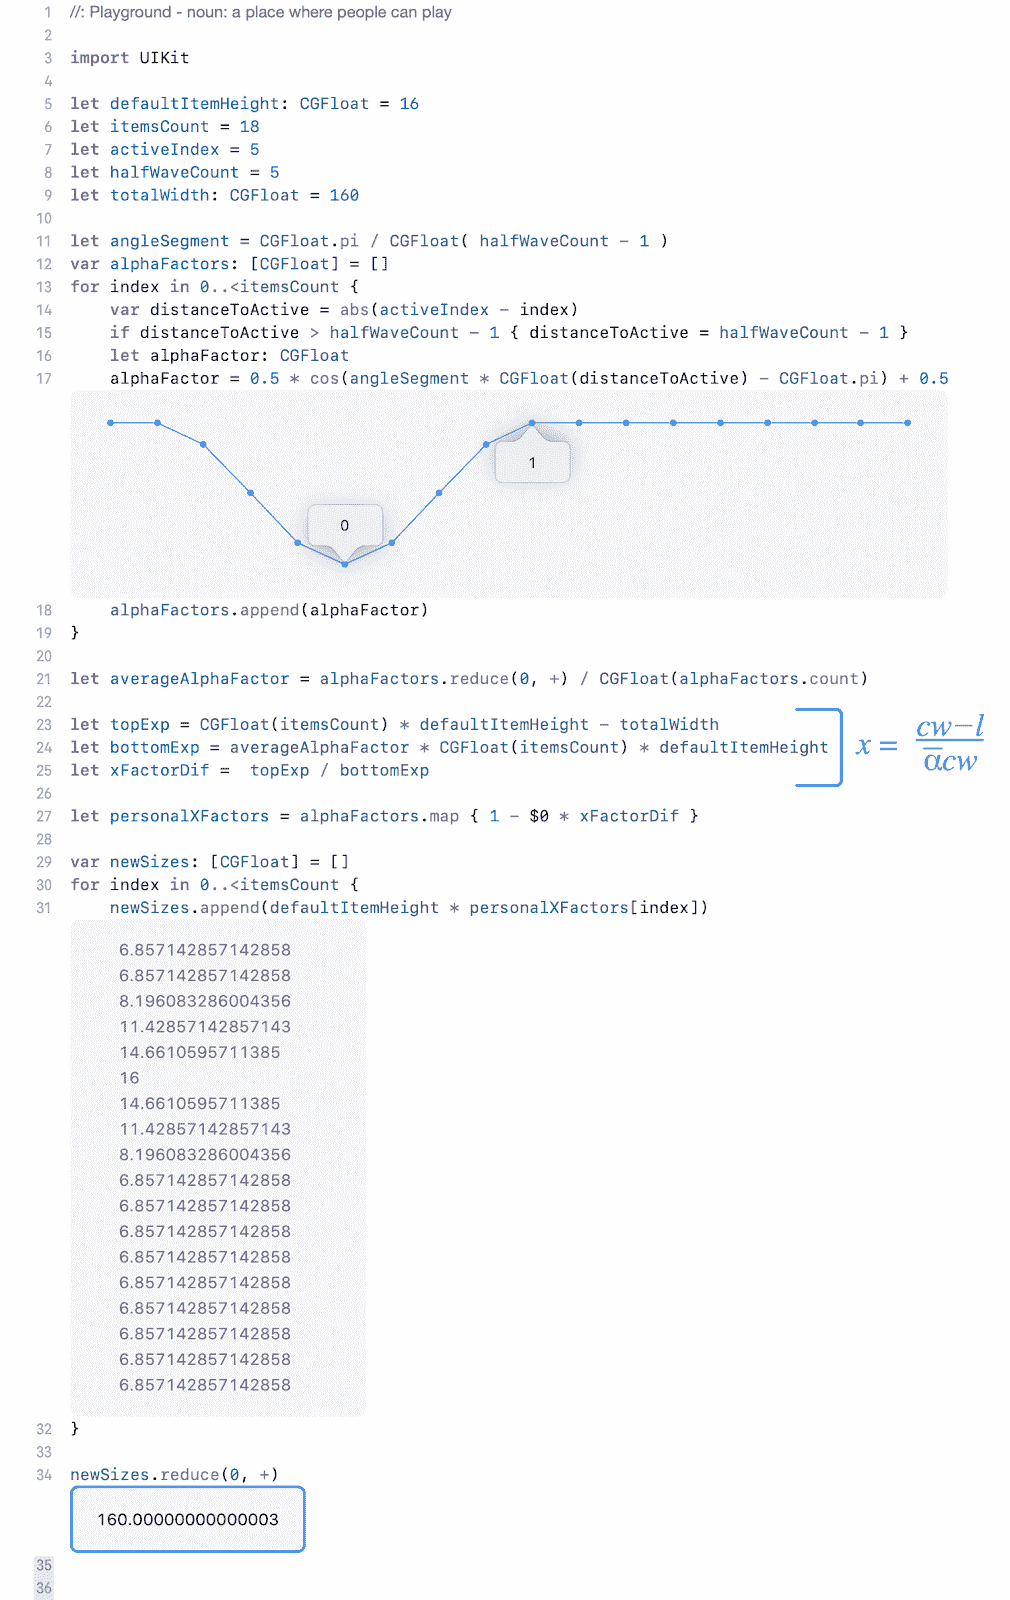 1 //: Playground - noun: a place where people can play
2
3 import UIKit
4
5 let defaultItemHeight: CGFloat = 16
6 let itemsCount = 18
7 let activeIndex = 5
8 let halfWaveCount = 5
9 let totalWidth: CGFloat = 160
10
11 let angleSegment = CGFloat.pi / CGFloat( halfWaveCount - 1 )
12 var alphaFactors: [CGFloat] = []
13 for index in 0..<itemsCount {
14 var distanceToActive = abs(activeIndex - index)
15 if distanceToActive > halfWaveCount - 1 { distanceToActive = halfWaveCount - 1 }
16 let alphaFactor: CGFloat
17 alphaFactor = 0.5 * cos(angleSegment * CGFloat(distanceToActive) - CGFloat.pi) + 0.5
1
0
18 alphaFactors.append(alphaFactor)
19 }
20
21 let averageAlphaFactor = alphaFactors.reduce(0, +) / CGFloat(alphaFactors.count)
22
23 let topExp = CGFloat(itemsCount) * defaultItemHeight - totalWidth
24 let bottomExp = averageAlphaFactor * CGFloat(itemsCount) * defaultItemHeight
25 let xFactorDif = topExp / bottomExp
x = cw−l
α̅cw
26
27 let personalXFactors = alphaFactors.map { 1 - $0 * xFactorDif }
28
29 var newSizes: [CGFloat] = []
30 for index in 0..<itemsCount {
31 newSizes.append(defaultItemHeight * personalXFactors[index])
6.857142857142858
6.857142857142858
8.196083286004356
11.42857142857143
14.6610595711385
16
14.6610595711385
11.42857142857143
8.196083286004356
6.857142857142858
6.857142857142858
6.857142857142858
6.857142857142858
6.857142857142858
6.857142857142858
6.857142857142858
6.857142857142858
6.857142857142858
32 }
33
34 newSizes.reduce(0, +)
160.00000000000003
35
36